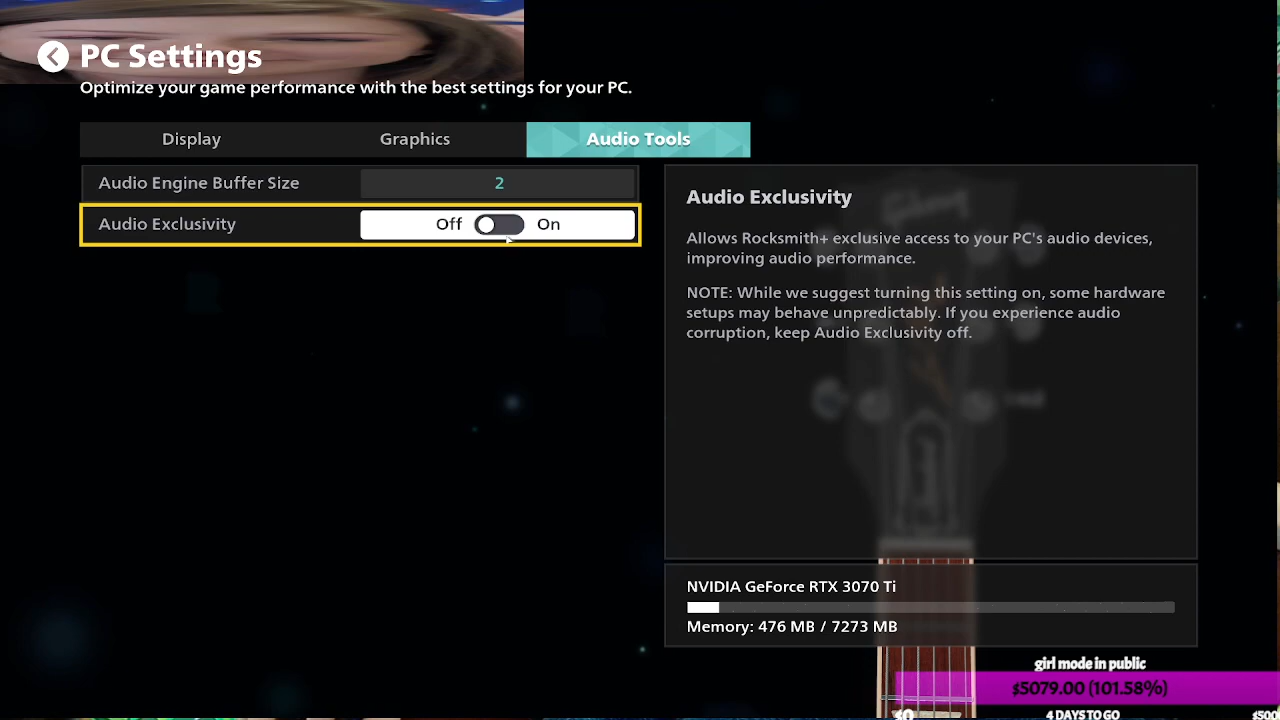 PC Settings
Optimize your game performance with the best settings for your PC.
Display Graphics Audio Tools
Audio Engine Buffer Size 2
Audio Exclusivity Off On
Audio Exclusivity
Allows Rocksmith+ exclusive access to your PC's audio devices,
improving audio performance.
NOTE: While we suggest turning this setting on, some hardware
setups may behave unpredictably. If you experience audio
corruption, keep Audio Exclusivity off.
NVIDIA GeForce RTX 3070 Ti
Memory: 476 MB / 7273 MB
girl mode in public
$5079.00 (101.58%)
4 DAYS TO GO